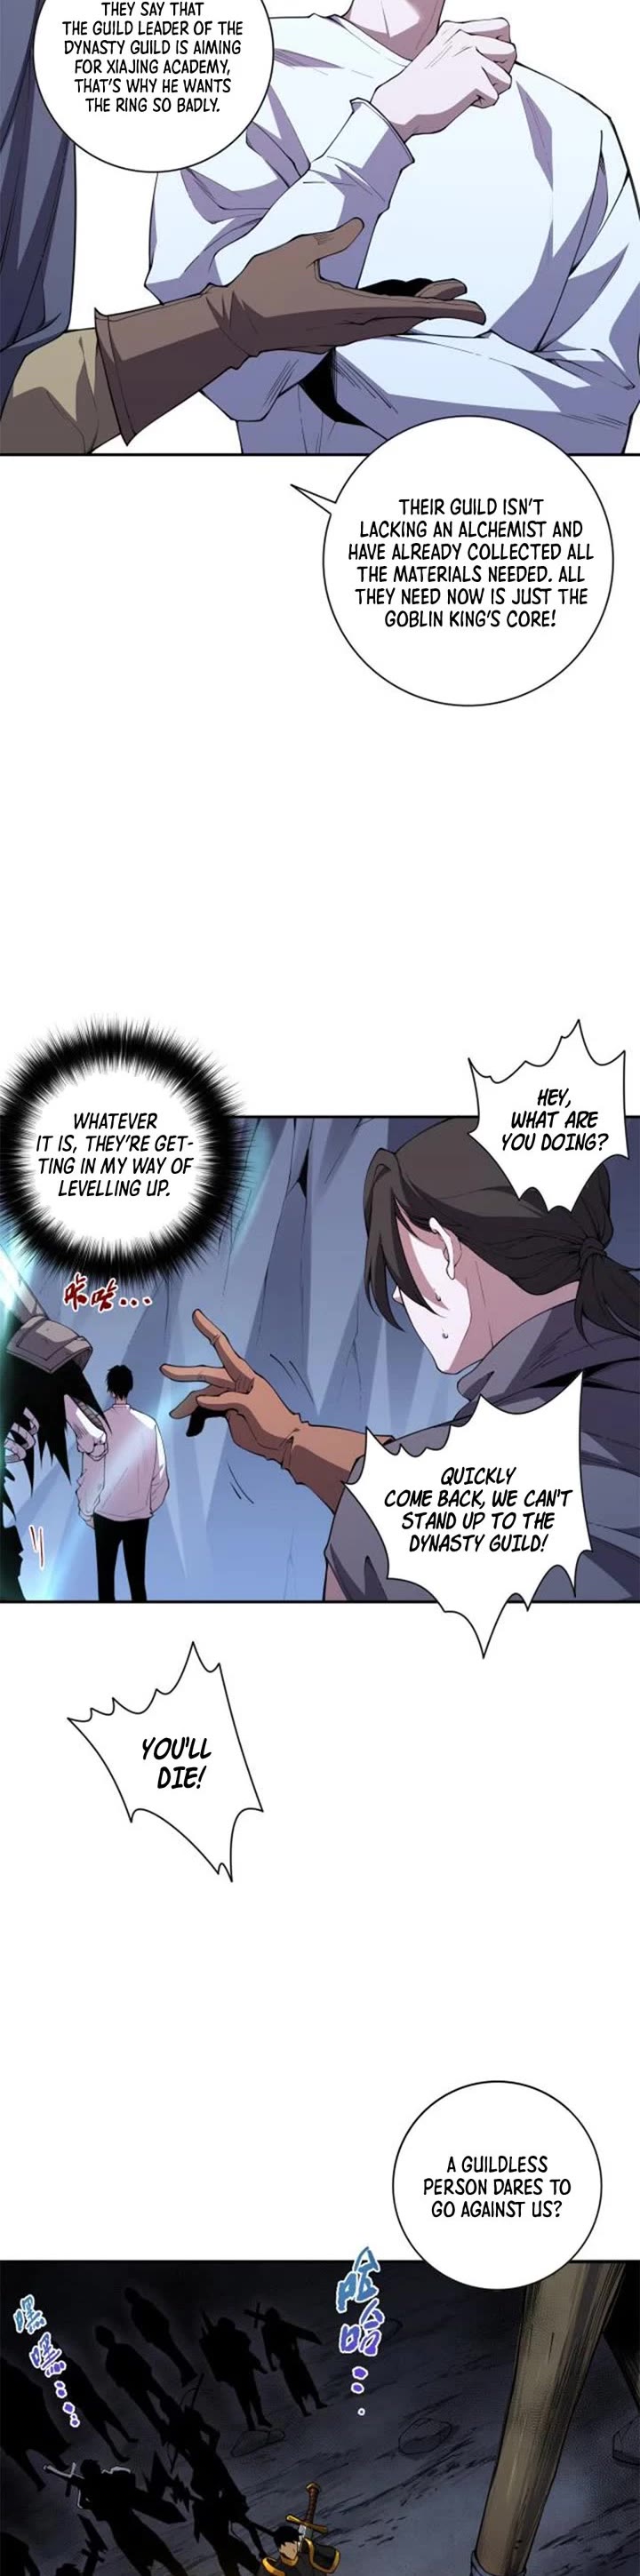 THEY SAY THAT
THE GUILD LEADER OF THE
DYNASTY GUILD IS AIMING
FOR XIAJING ACADEMY,
THAT'S WHY HE WANTS
THE RING SO BADLY.
THEIR GUILD ISN'T
LACKING AN ALCHEMIST AND
HAVE ALREADY COLLECTED ALL
THE MATERIALS NEEDED. ALL
THEY NEED NOW IS JUST THE
GOBLIN KING'S CORE!
HEY,
WHAT ARE
YOU DOING?
WHATEVER
IT IS, THEY'RE GET-
TING IN MY WAY OF
LEVELLING UP.
咔咔...
QUICKLY
COME BACK, WE CAN'T
STAND UP TO THE
DYNASTY GUILD!
YOU'LL
DIE!
A GUILDLESS
PERSON DARES TO
GO AGAINST US?
哈哈...
嘿嘿...